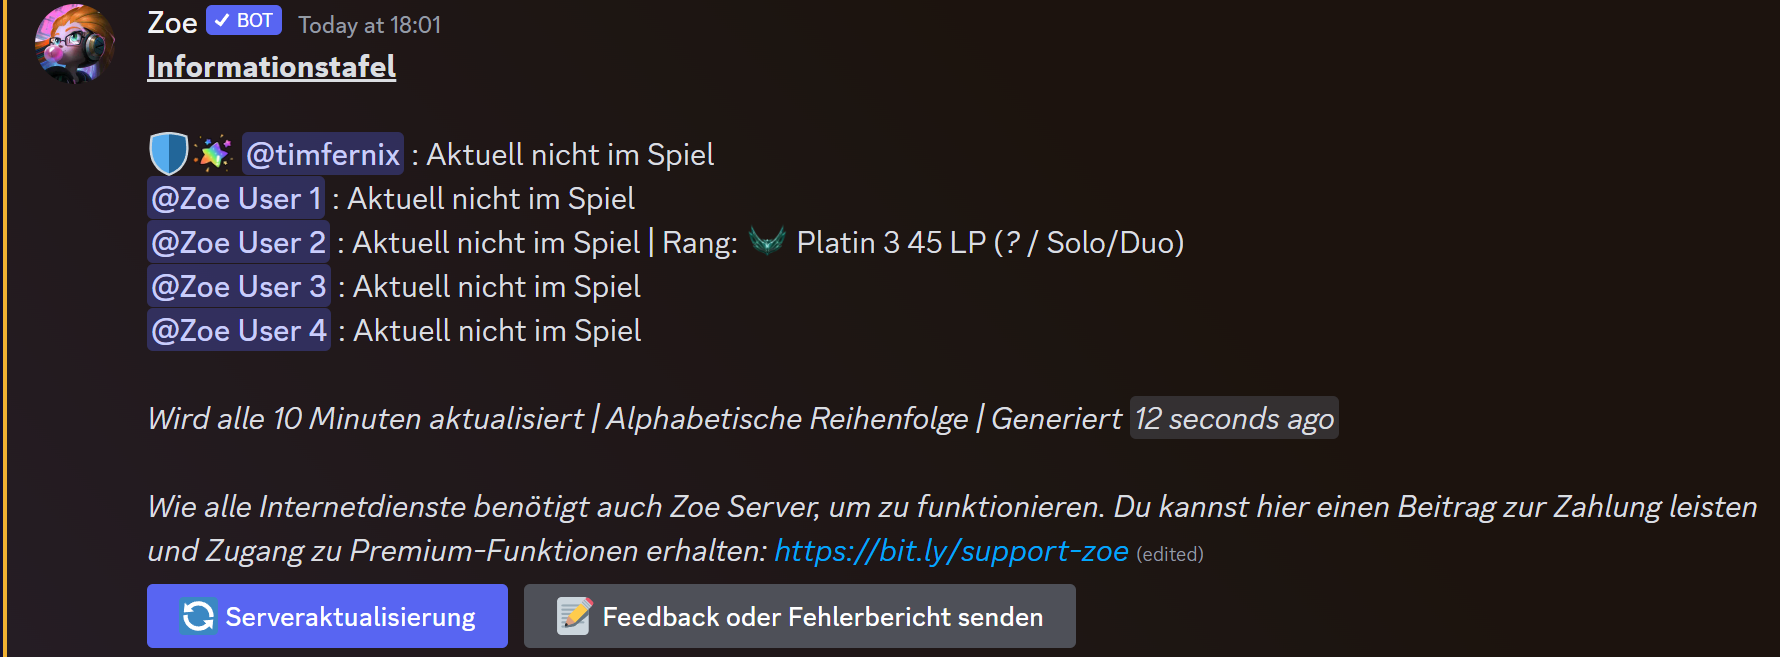 Zoe ✓ BOT Today at 18:01
Informationstafel
@timfernix : Aktuell nicht im Spiel
@Zoe User 1 : Aktuell nicht im Spiel
@Zoe User 2 : Aktuell nicht im Spiel | Rang: Platin 3 45 LP (? / Solo/Duo)
@Zoe User 3 : Aktuell nicht im Spiel
@Zoe User 4 : Aktuell nicht im Spiel
Wird alle 10 Minuten aktualisiert | Alphabetische Reihenfolge | Generiert 12 seconds ago
Wie alle Internetdienste benötigt auch Zoe Server, um zu funktionieren. Du kannst hier einen Beitrag zur Zahlung leisten
und Zugang zu Premium-Funktionen erhalten: https://bit.ly/support-zoe (edited)
Serveraktualisierung Feedback oder Fehlerbericht senden